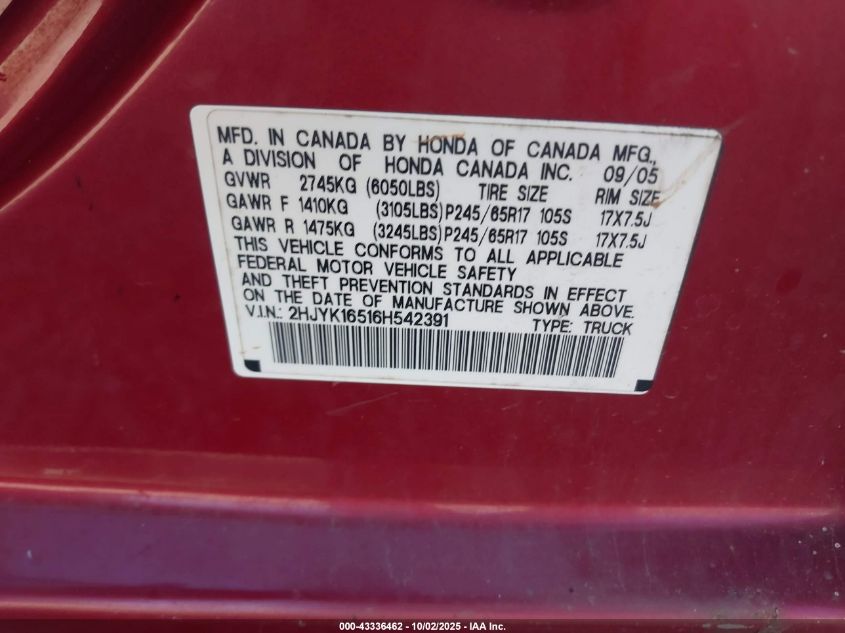 MFD. IN CANADA BY HONDA OF CANADA MFG.,
A DIVISION OF HONDA CANADA INC. 09/05
GVWR 2745KG (6050LBS) TIRE SIZE RIM SIZE
GAWR F 1410KG (3105LBS) P245/65R17 105S 17X7.5J
GAWR R 1475KG (3245LBS) P245/65R17 105S 17X7.5J
THIS VEHICLE CONFORMS TO ALL APPLICABLE
FEDERAL MOTOR VEHICLE SAFETY
AND THEFT PREVENTION STANDARDS IN EFFECT
ON THE DATE OF MANUFACTURE SHOWN ABOVE.
V.I.N.: 2HJYK16516H542391 TYPE: TRUCK
000-43336462 - 10/02/2025 - IAA Inc.